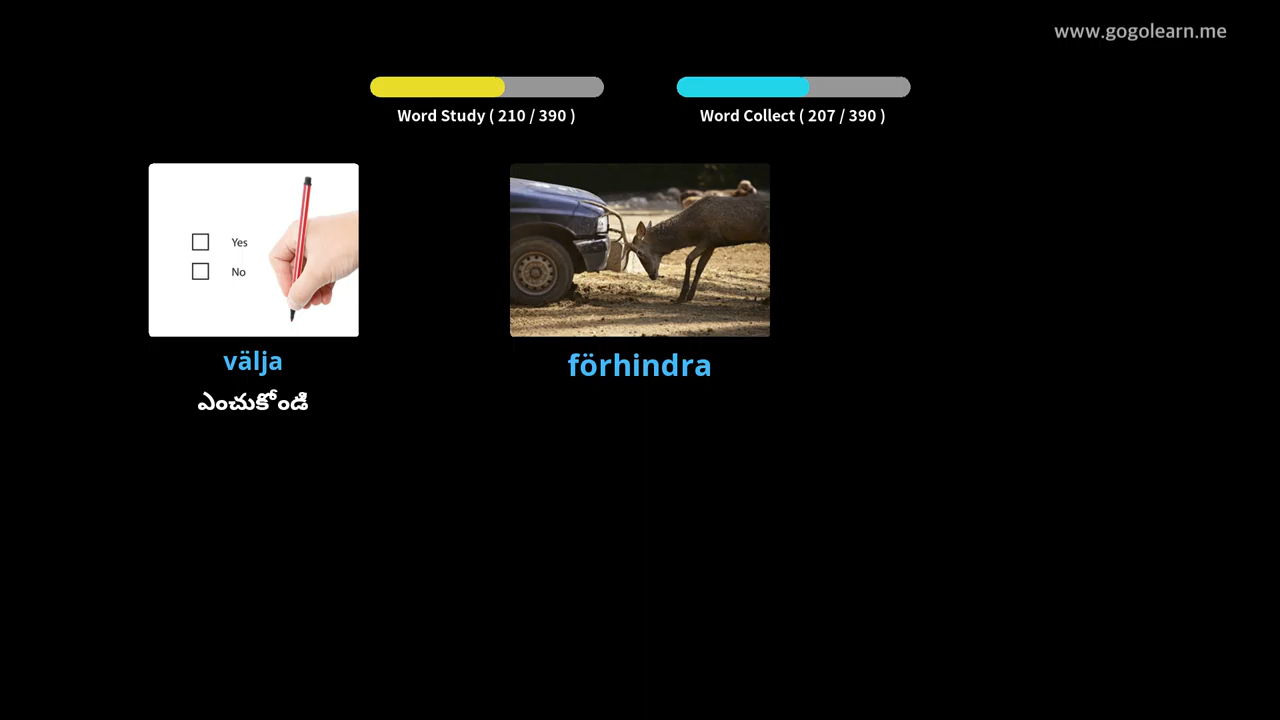 www.gogolearn.me
Word Study ( 210 / 390 )
Word Collect ( 207 / 390 )
Yes
No
välja
förhindra
ఎంచుకోండి